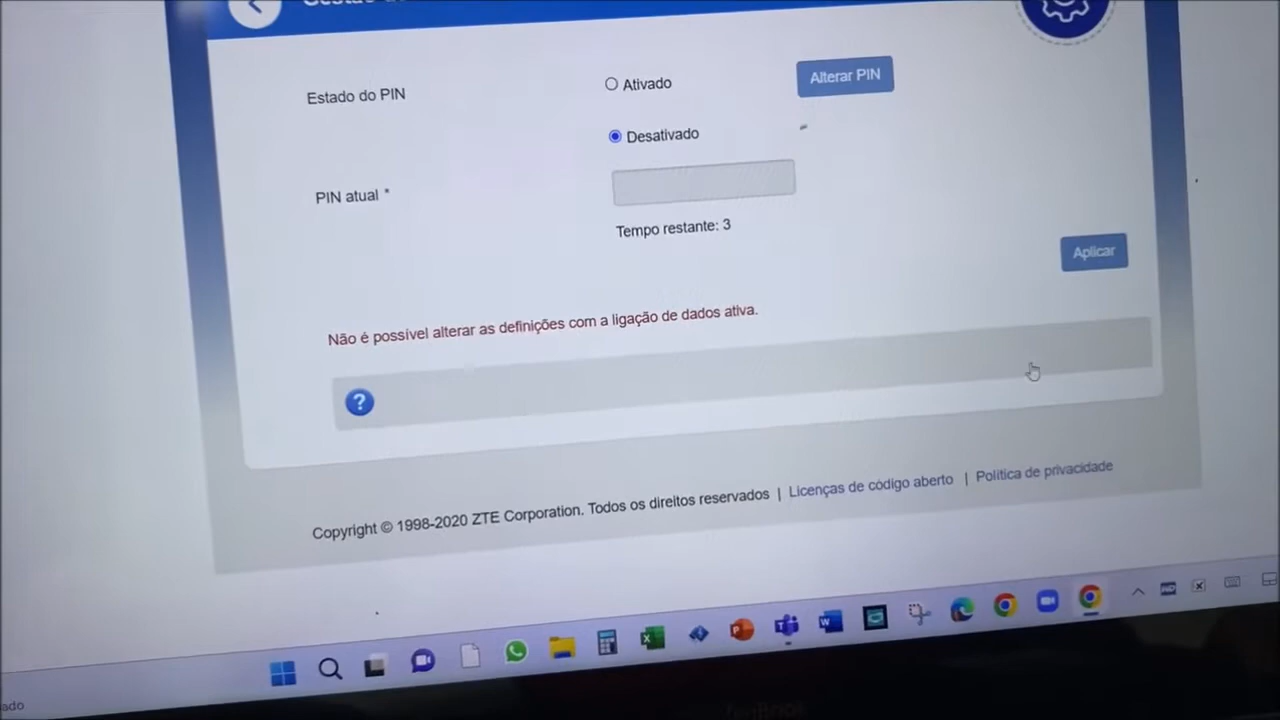 Estado do PIN
Ativado
Alterar PIN
Desativado
PIN atual *
Tempo restante: 3
Aplicar
Não é possível alterar as definições com a ligação de dados ativa.
?
Copyright © 1998-2020 ZTE Corporation. Todos os direitos reservados | Licenças de código aberto | Política de privacidade
ado